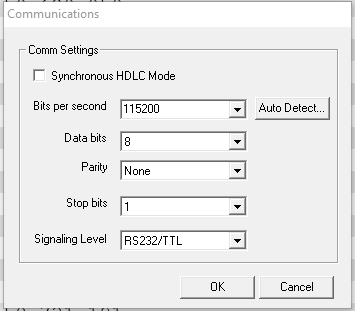 Communications
Comm Settings
Synchronous HDLC Mode
Bits per second 115200 Auto Detect...
Data bits 8
Parity None
Stop bits 1
Signaling Level RS232/TTL
OK Cancel